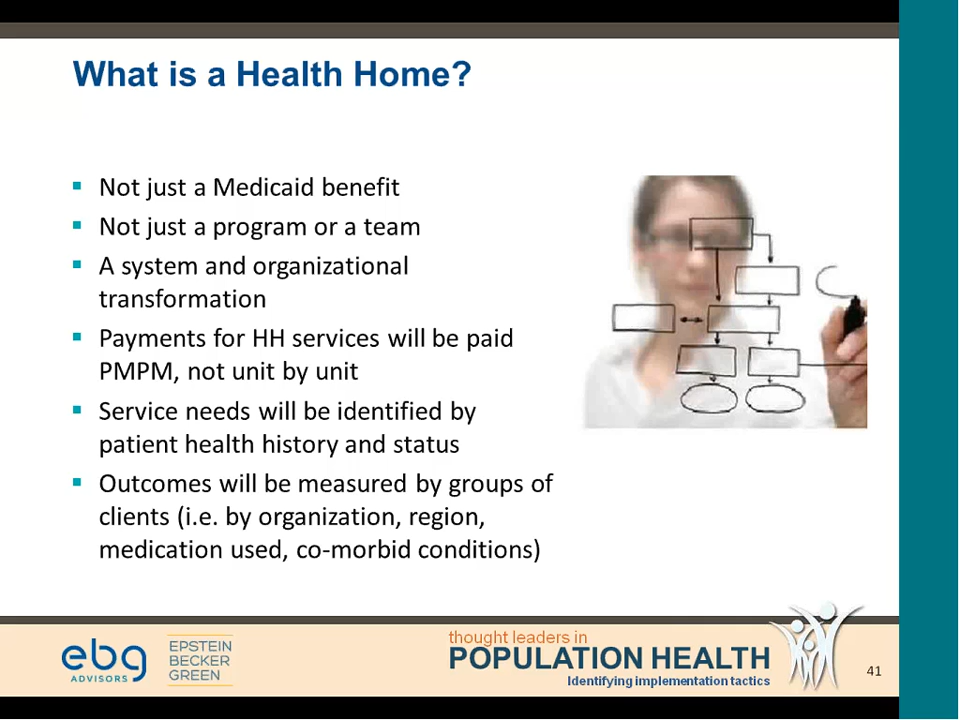 What is a Health Home?
▪ Not just a Medicaid benefit
▪ Not just a program or a team
▪ A system and organizational
transformation
▪ Payments for HH services will be paid
PMPM, not unit by unit
▪ Service needs will be identified by
patient health history and status
▪ Outcomes will be measured by groups of
clients (i.e. by organization, region,
medication used, co-morbid conditions)
ebg
ADVISORS
EPSTEIN
BECKER
GREEN
thought leaders in
POPULATION HEALTH
Identifying implementation tactics
41